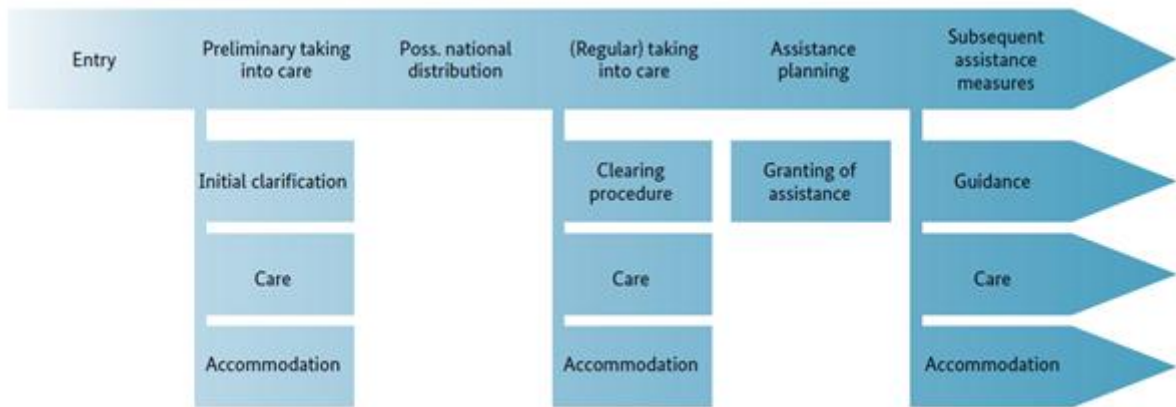 Entry
Preliminary taking
into care
Poss. national
distribution
(Regular) taking
into care
Assistance
planning
Subsequent
assistance
measures
Initial clarification
Clearing
procedure
Granting of
assistance
Guidance
Care
Care
Care
Accommodation
Accommodation
Accommodation